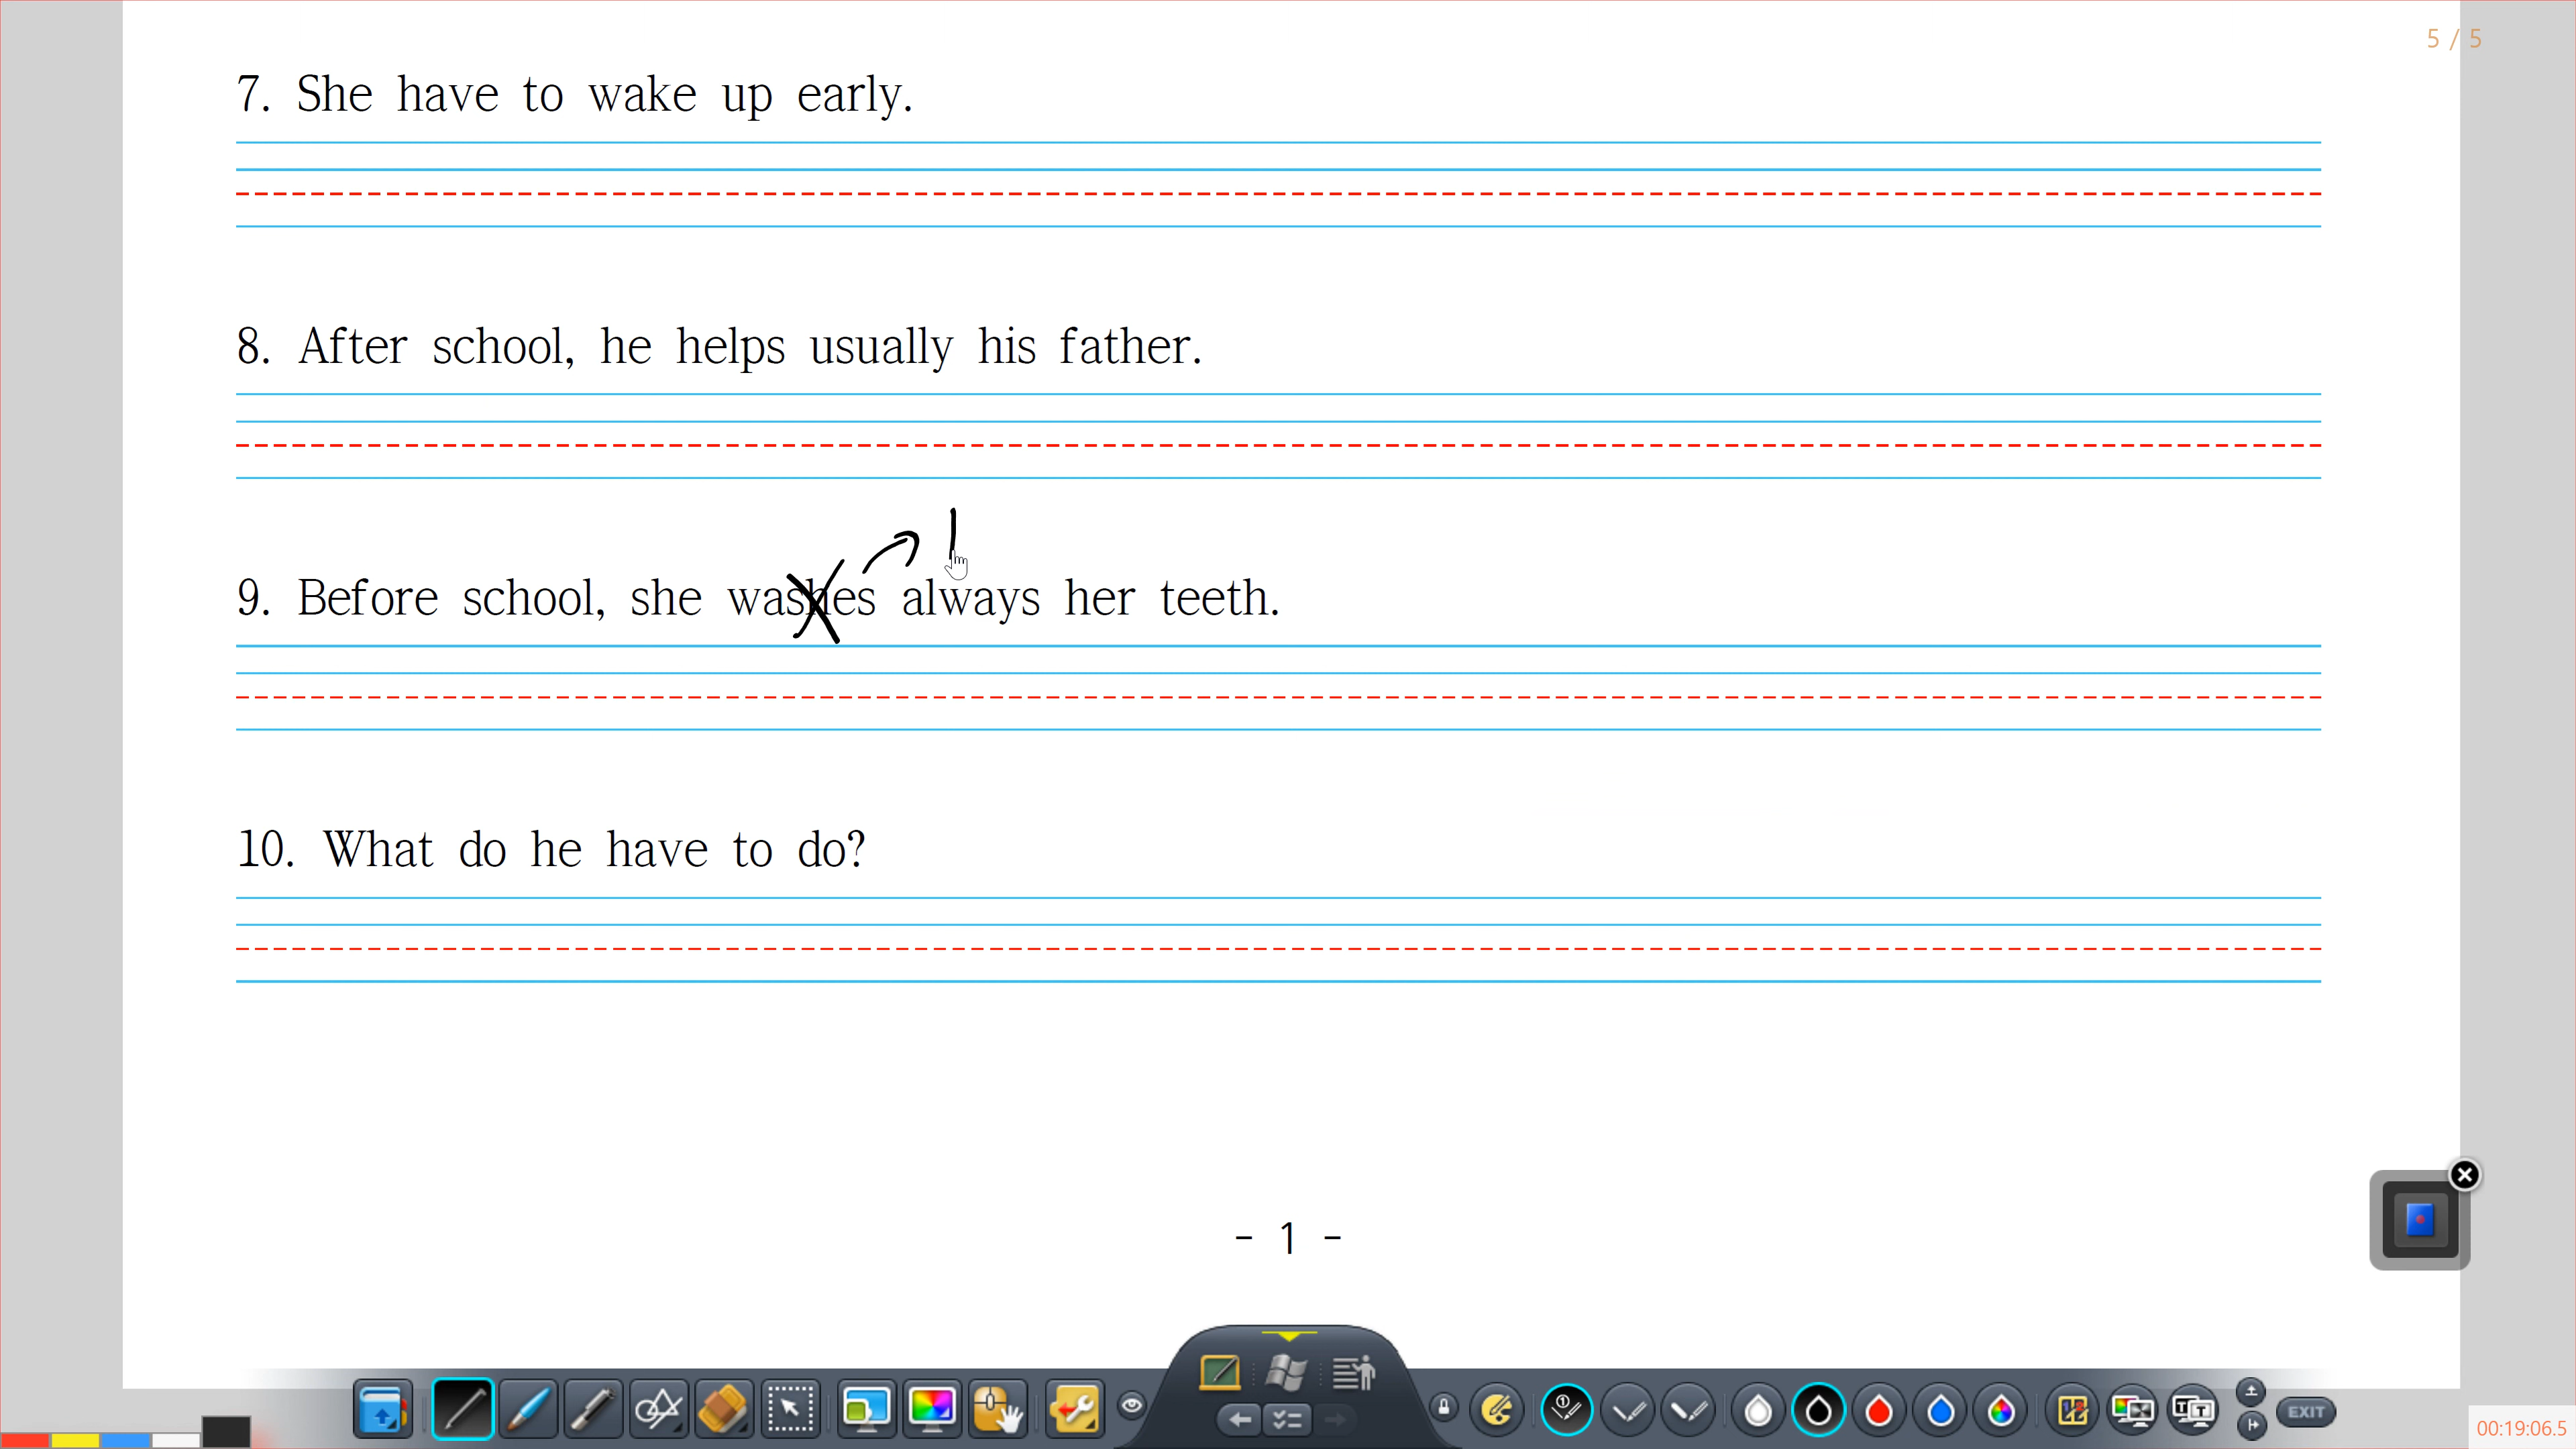 5 / 5
7. She have to wake up early.
8. After school, he helps usually his father.
9. Before school, she washes always her teeth.
10. What do he have to do?
- 1 -
EXIT
00:19:06.5